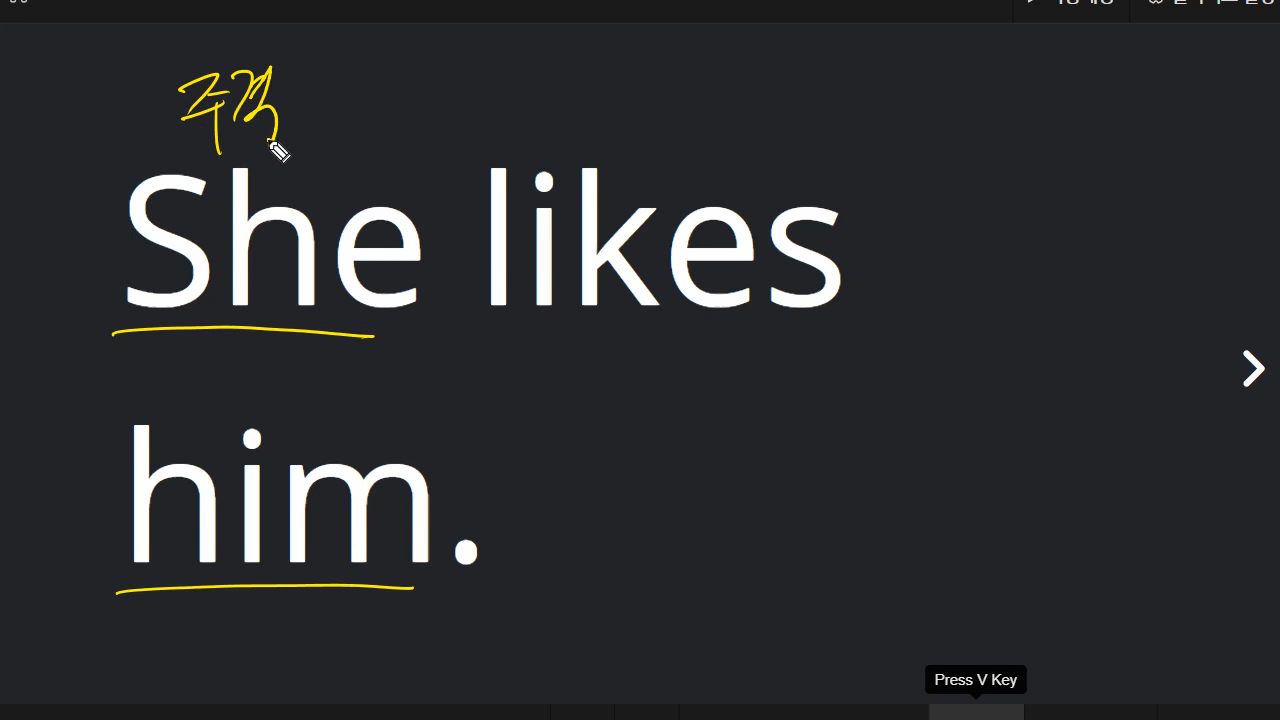 주격
She likes
him.
Press V Key